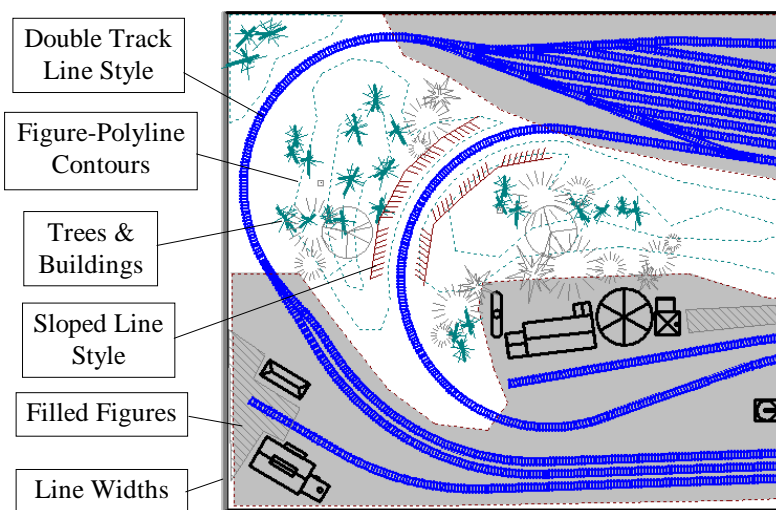 Double Track
Line Style
Figure-Polyline
Contours
Trees &
Buildings
Sloped Line
Style
Filled Figures
Line Widths